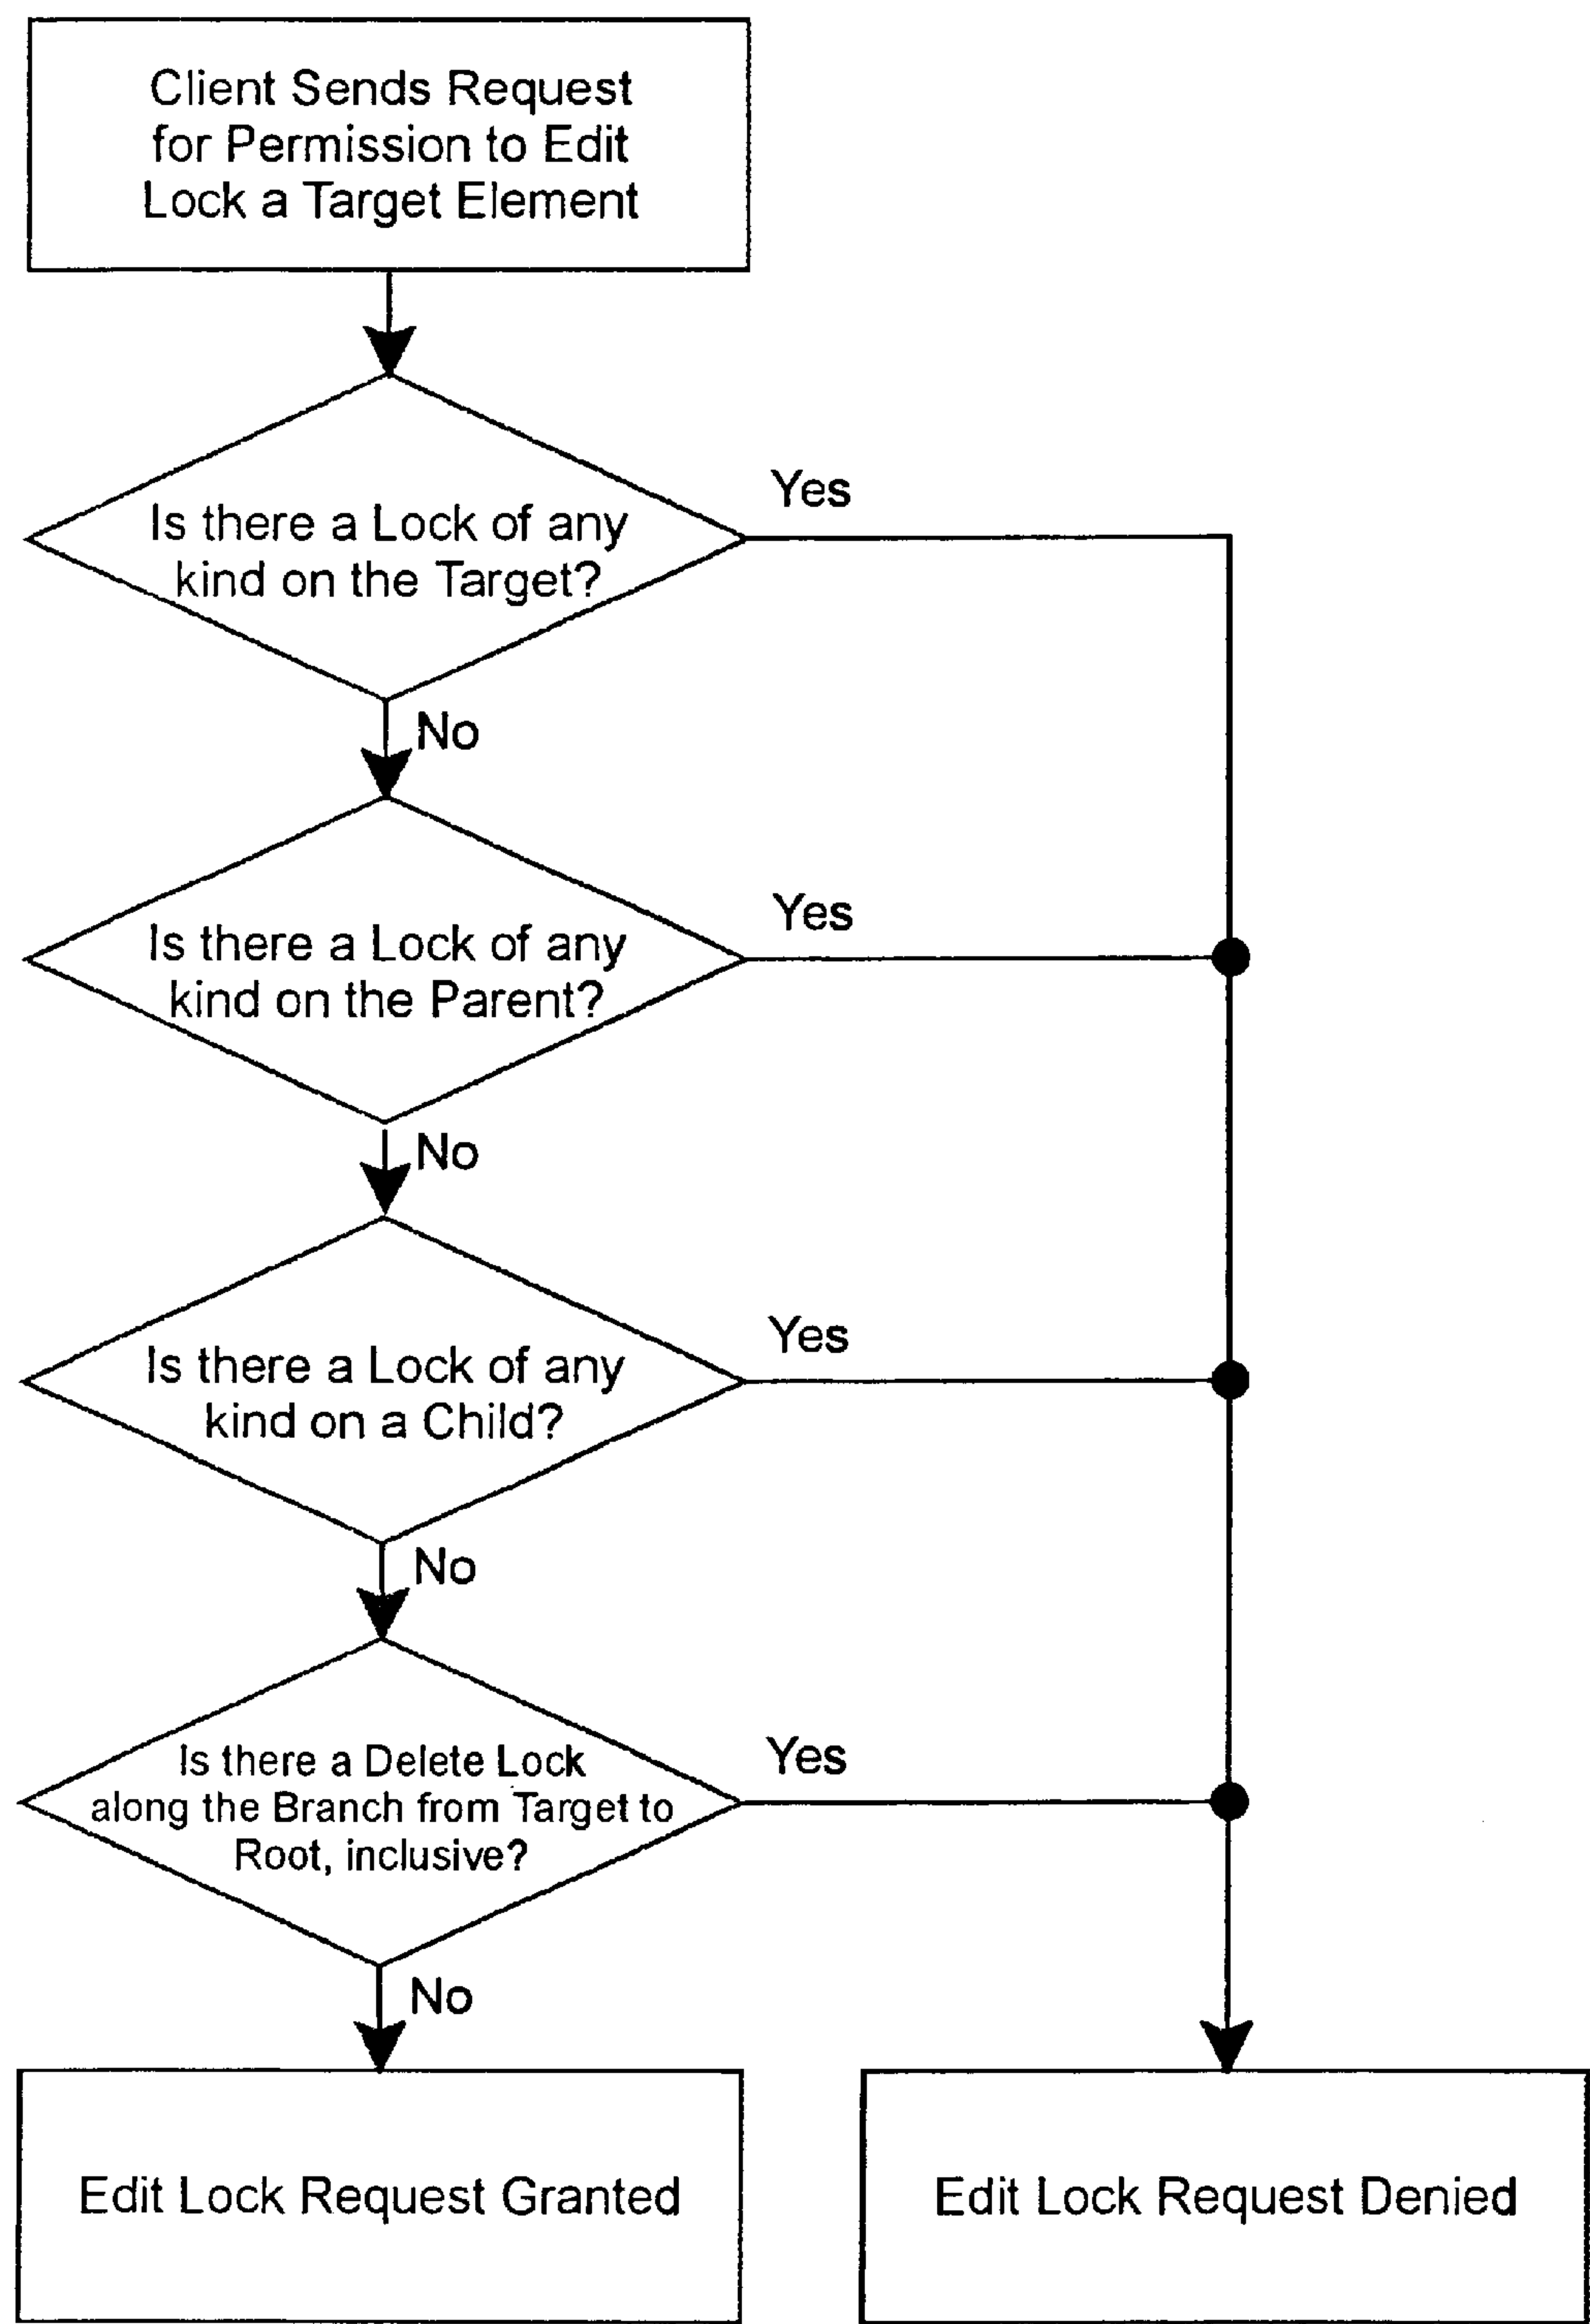 Client Sends Request
for Permission to Edit
Lock a Target Element
Is there a Lock of any
kind on the Target?
Yes
No
Is there a Lock of any
kind on the Parent?
Yes
No
Is there a Lock of any
kind on a Child?
Yes
No
Is there a Delete Lock
along the Branch from Target to
Root, inclusive?
Yes
No
Edit Lock Request Granted
Edit Lock Request Denied